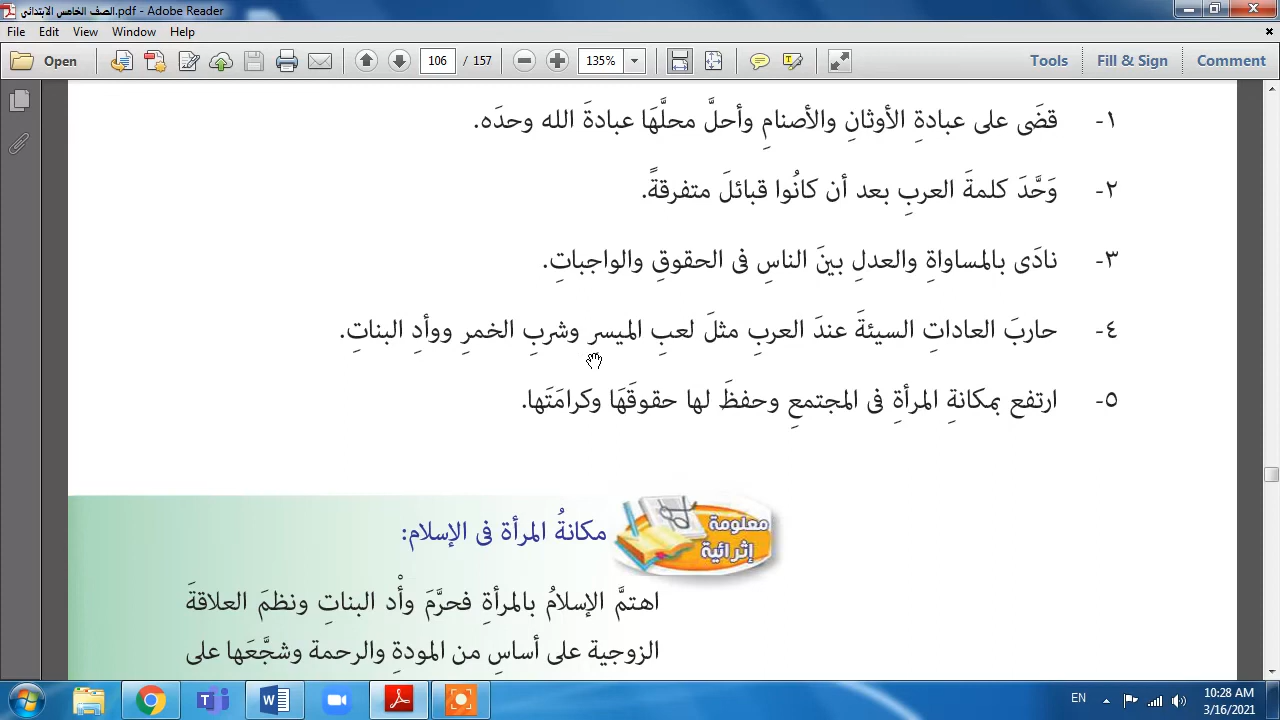 الصف الخامس الابتدائي.pdf - Adobe Reader
File Edit View Window Help
Open 106 / 157 135% Tools Fill & Sign Comment
١- قضَى على عبادةِ الأوثانِ والأصنامِ وأحلَّ محلَّهَا عبادةَ الله وحدَه.
٢- وَحَّدَ كلمةَ العربِ بعد أن كانُوا قبائلَ متفرقةً.
٣- نادَى بالمساواةِ والعدلِ بينَ الناسِ فى الحقوقِ والواجباتِ.
٤- حاربَ العاداتِ السيئةَ عندَ العربِ مثلَ لعبِ الميسرِ وشربِ الخمرِ ووأدِ البناتِ.
٥- ارتفع بمكانةِ المرأةِ فى المجتمعِ وحفظَ لها حقوقَهَا وكرامَتَها.
معلومة
إثرائية
مكانةُ المرأة فى الإسلام:
اهتمَّ الإسلامُ بالمرأةِ فحرَّمَ وأْد البناتِ ونظمَ العلاقةَ
الزوجية على أساسِ من المودةِ والرحمة وشجَّعَها على
EN 10:28 AM
3/16/2021